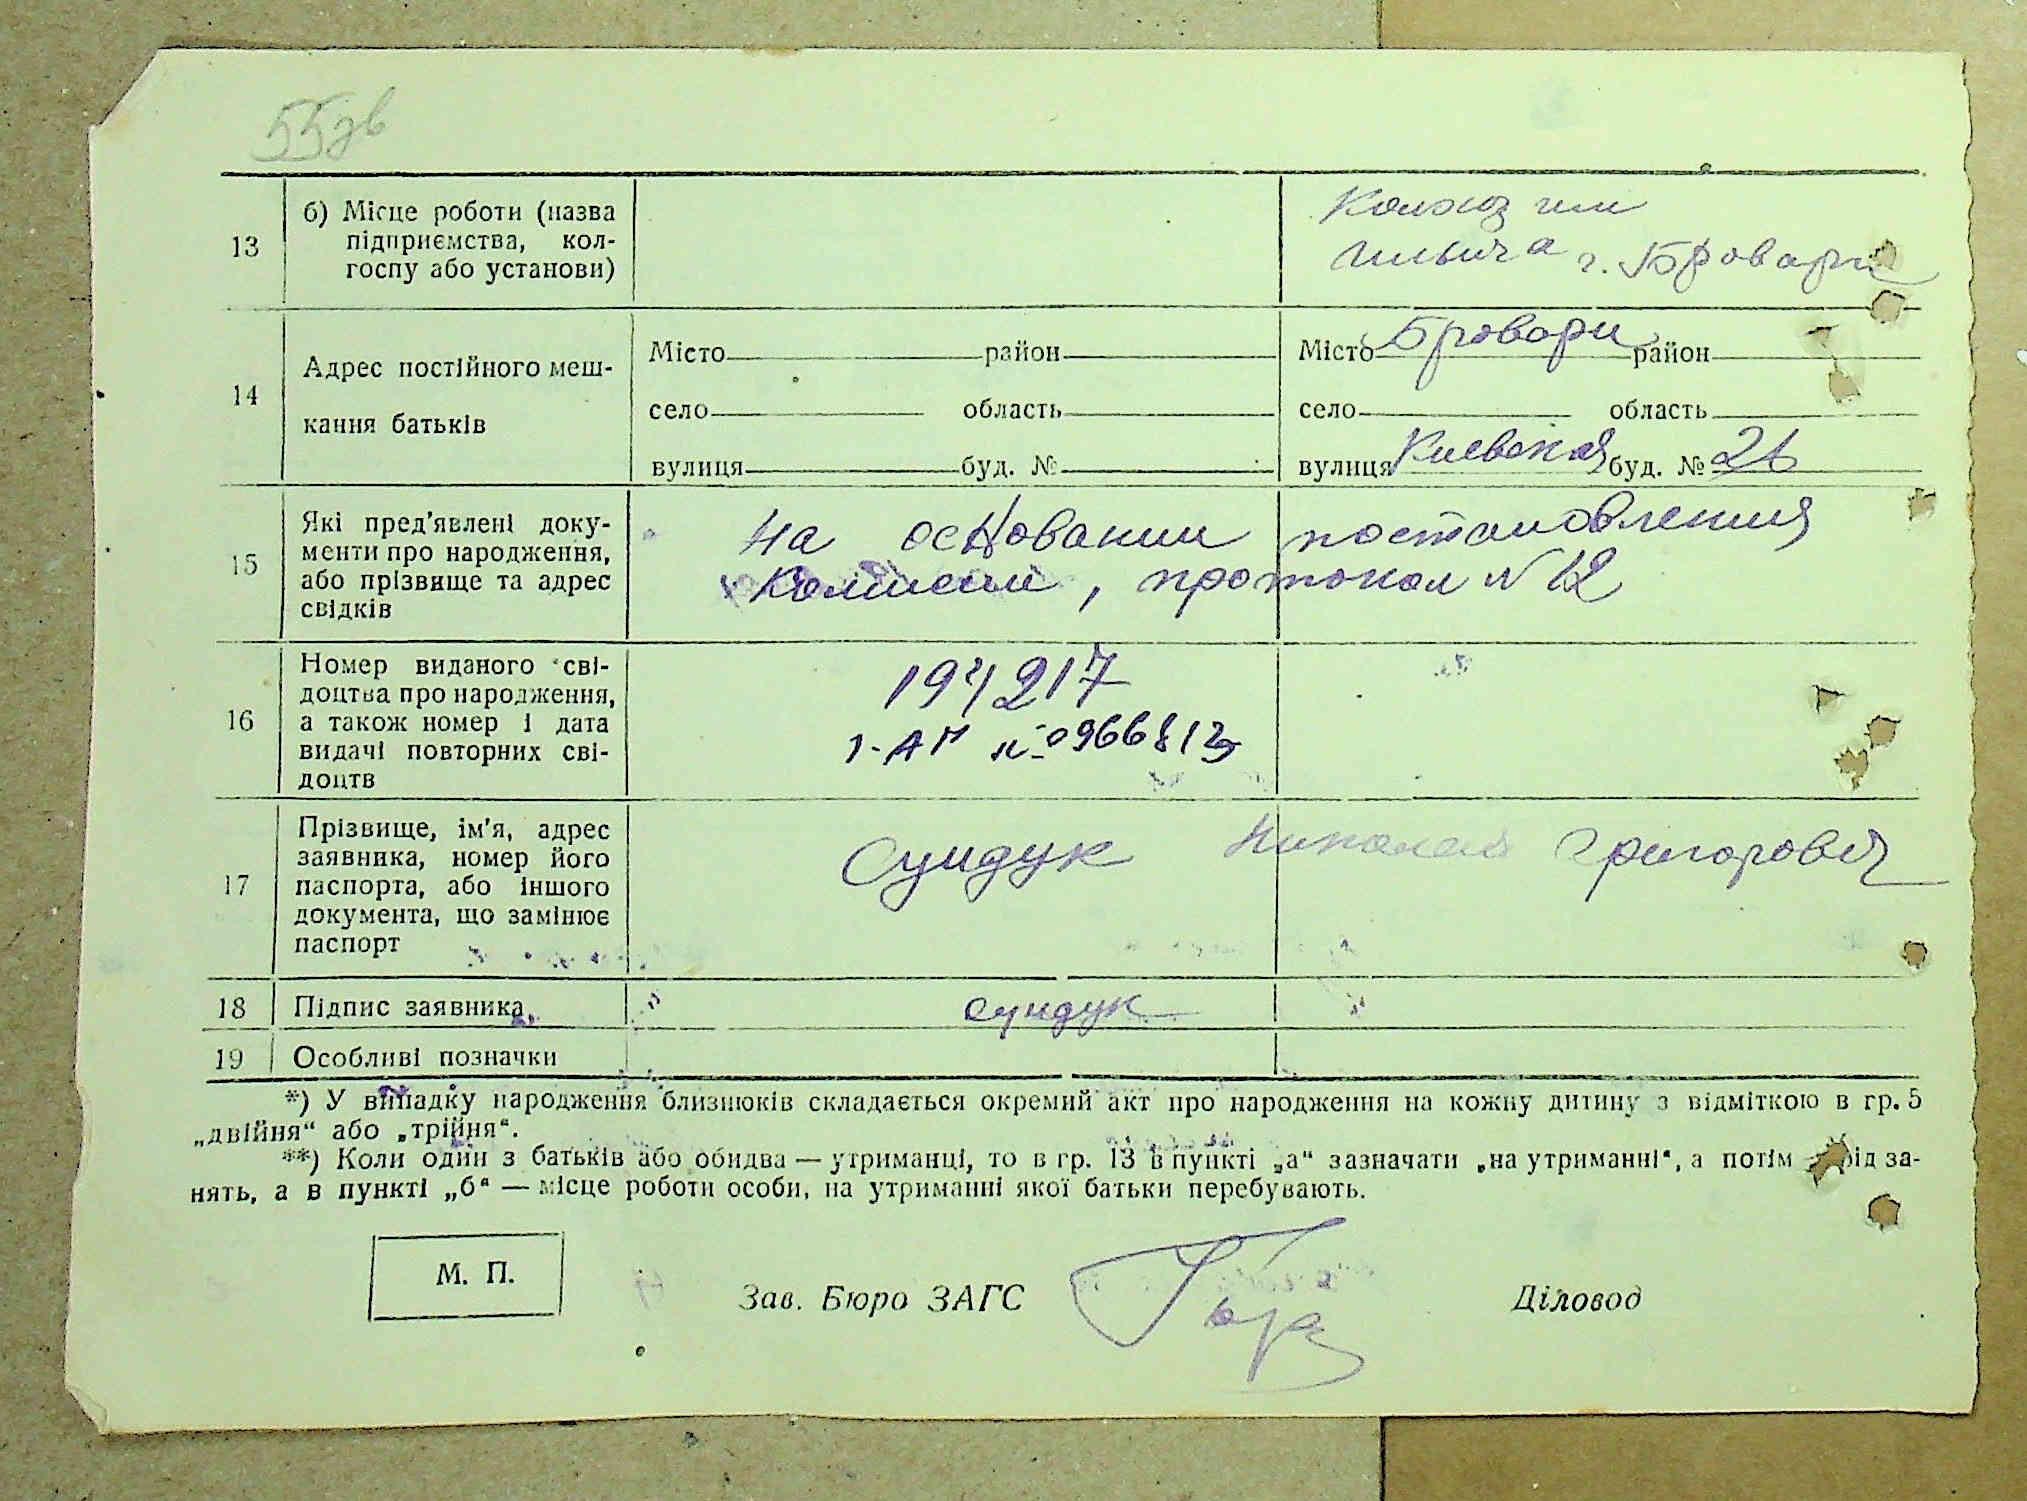 55зв
13
б) Місце роботи (назва
підприємства, кол-
госпу або установи)
Колхоз им
Ильича г. Бровари
14
Адрес постійного меш-
кання батьків
Місто район
село область
вулиця буд. №
Місто Бровари район
село область
вулиця Киевская буд. № 26
15
Які пред'явлені доку-
менти про народження,
або прізвище та адрес
свідків
На основании постановления
Комиссии, протокол N 12
16
Номер виданого сві-
доцтва про народження,
а також номер і дата
видачі повторних сві-
доцтв
194217
№ 0966813
17
Прізвище, ім'я, адрес
заявника, номер його
паспорта, або іншого
документа, що замінює
паспорт
Сундук Николай Григорович
18 Підпис заявника
Сундук
19 Особливі позначки
*) У випадку народження близнюків складається окремий акт про народження на кожну дитину з відміткою в гр. 5
„двійня“ або „трійня“.
**) Коли один з батьків або обидва — утриманці, то в гр. 13 в пункті „а“ зазначати „на утриманні“, а потім рід за-
нять, а в пункті „б“ — місце роботи особи, на утриманні якої батьки перебувають.
М. П.
Зав. Бюро ЗАГС
Діловод